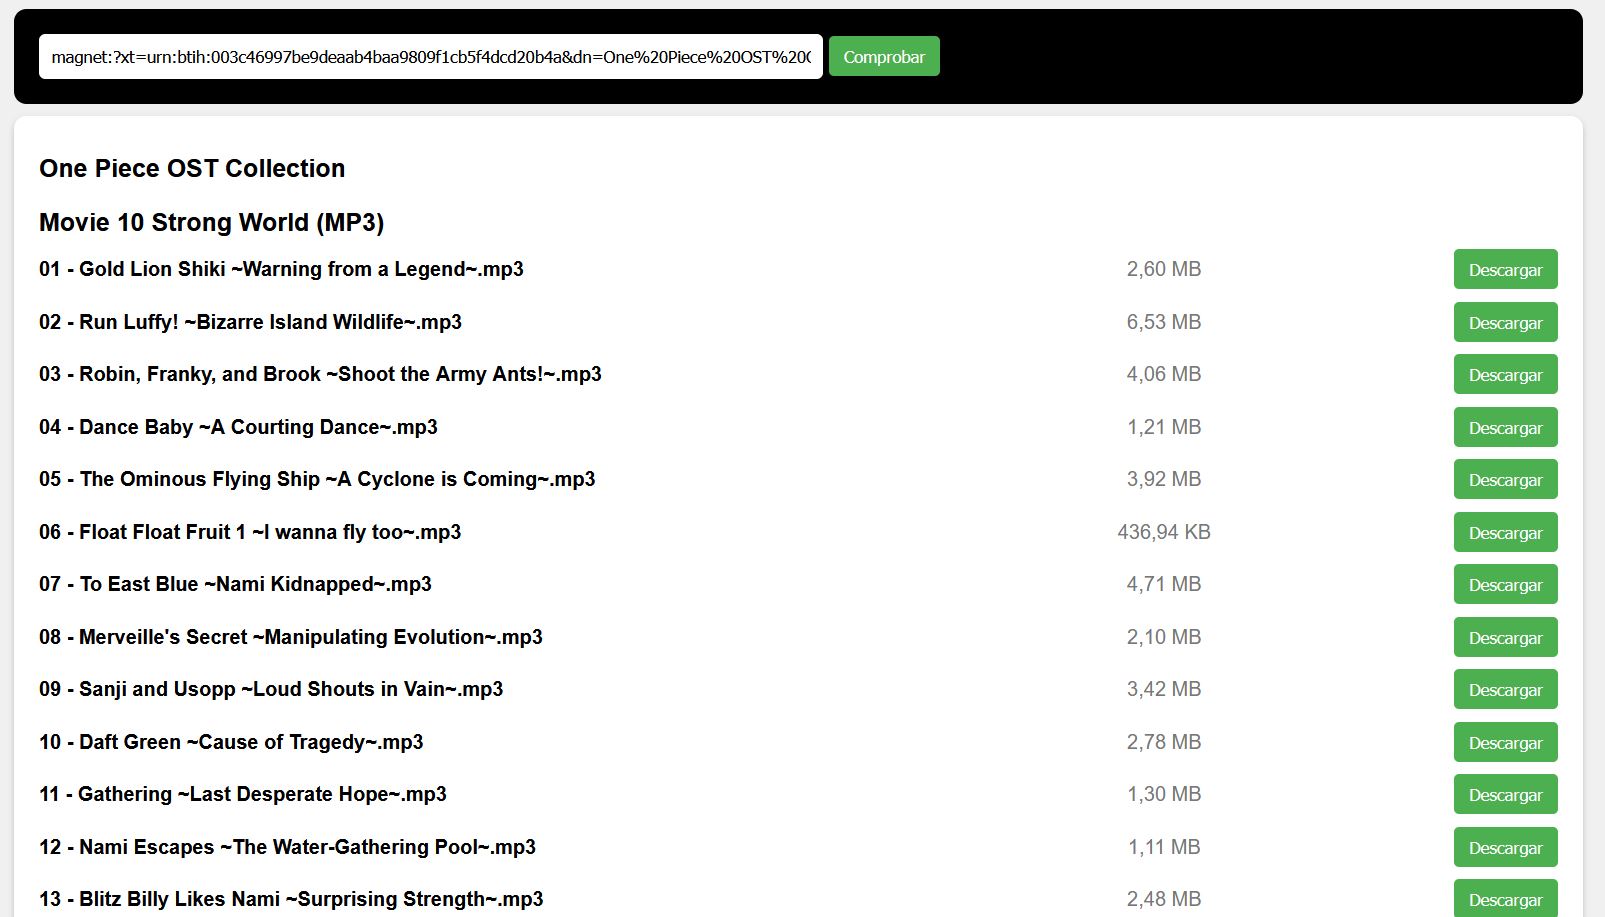 magnet:?xt=urn:btih:003c46997be9deaab4baa9809f1cb5f4dcd20b4a&dn=One%20Piece%20OST%20C Comprobar
One Piece OST Collection
Movie 10 Strong World (MP3)
01 - Gold Lion Shiki ~Warning from a Legend~.mp3 2,60 MB Descargar
02 - Run Luffy! ~Bizarre Island Wildlife~.mp3 6,53 MB Descargar
03 - Robin, Franky, and Brook ~Shoot the Army Ants!~.mp3 4,06 MB Descargar
04 - Dance Baby ~A Courting Dance~.mp3 1,21 MB Descargar
05 - The Ominous Flying Ship ~A Cyclone is Coming~.mp3 3,92 MB Descargar
06 - Float Float Fruit 1 ~I wanna fly too~.mp3 436,94 KB Descargar
07 - To East Blue ~Nami Kidnapped~.mp3 4,71 MB Descargar
08 - Merveille's Secret ~Manipulating Evolution~.mp3 2,10 MB Descargar
09 - Sanji and Usopp ~Loud Shouts in Vain~.mp3 3,42 MB Descargar
10 - Daft Green ~Cause of Tragedy~.mp3 2,78 MB Descargar
11 - Gathering ~Last Desperate Hope~.mp3 1,30 MB Descargar
12 - Nami Escapes ~The Water-Gathering Pool~.mp3 1,11 MB Descargar
13 - Blitz Billy Likes Nami ~Surprising Strength~.mp3 2,48 MB Descargar